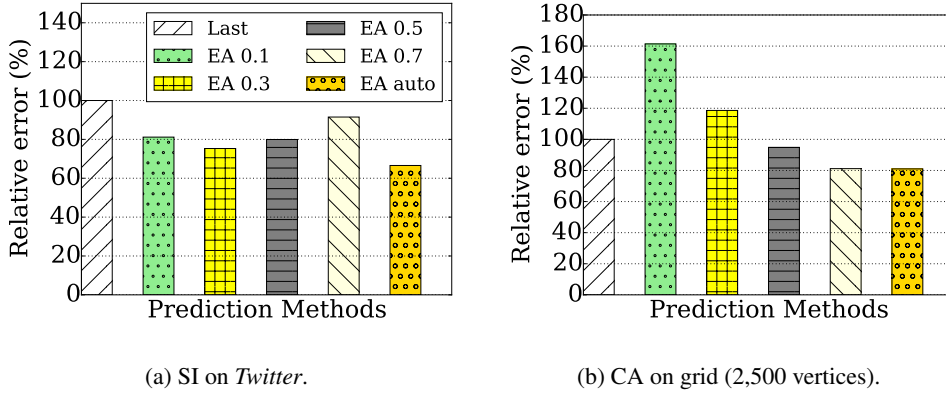 Relative error (%)
140
120
100
80
60
40
20
0
Last
EA 0.1
EA 0.3
EA 0.5
EA 0.7
EA auto
Prediction Methods
(a) SI on Twitter.
Relative error (%)
180
160
140
120
100
80
60
40
20
0
Prediction Methods
(b) CA on grid (2,500 vertices).